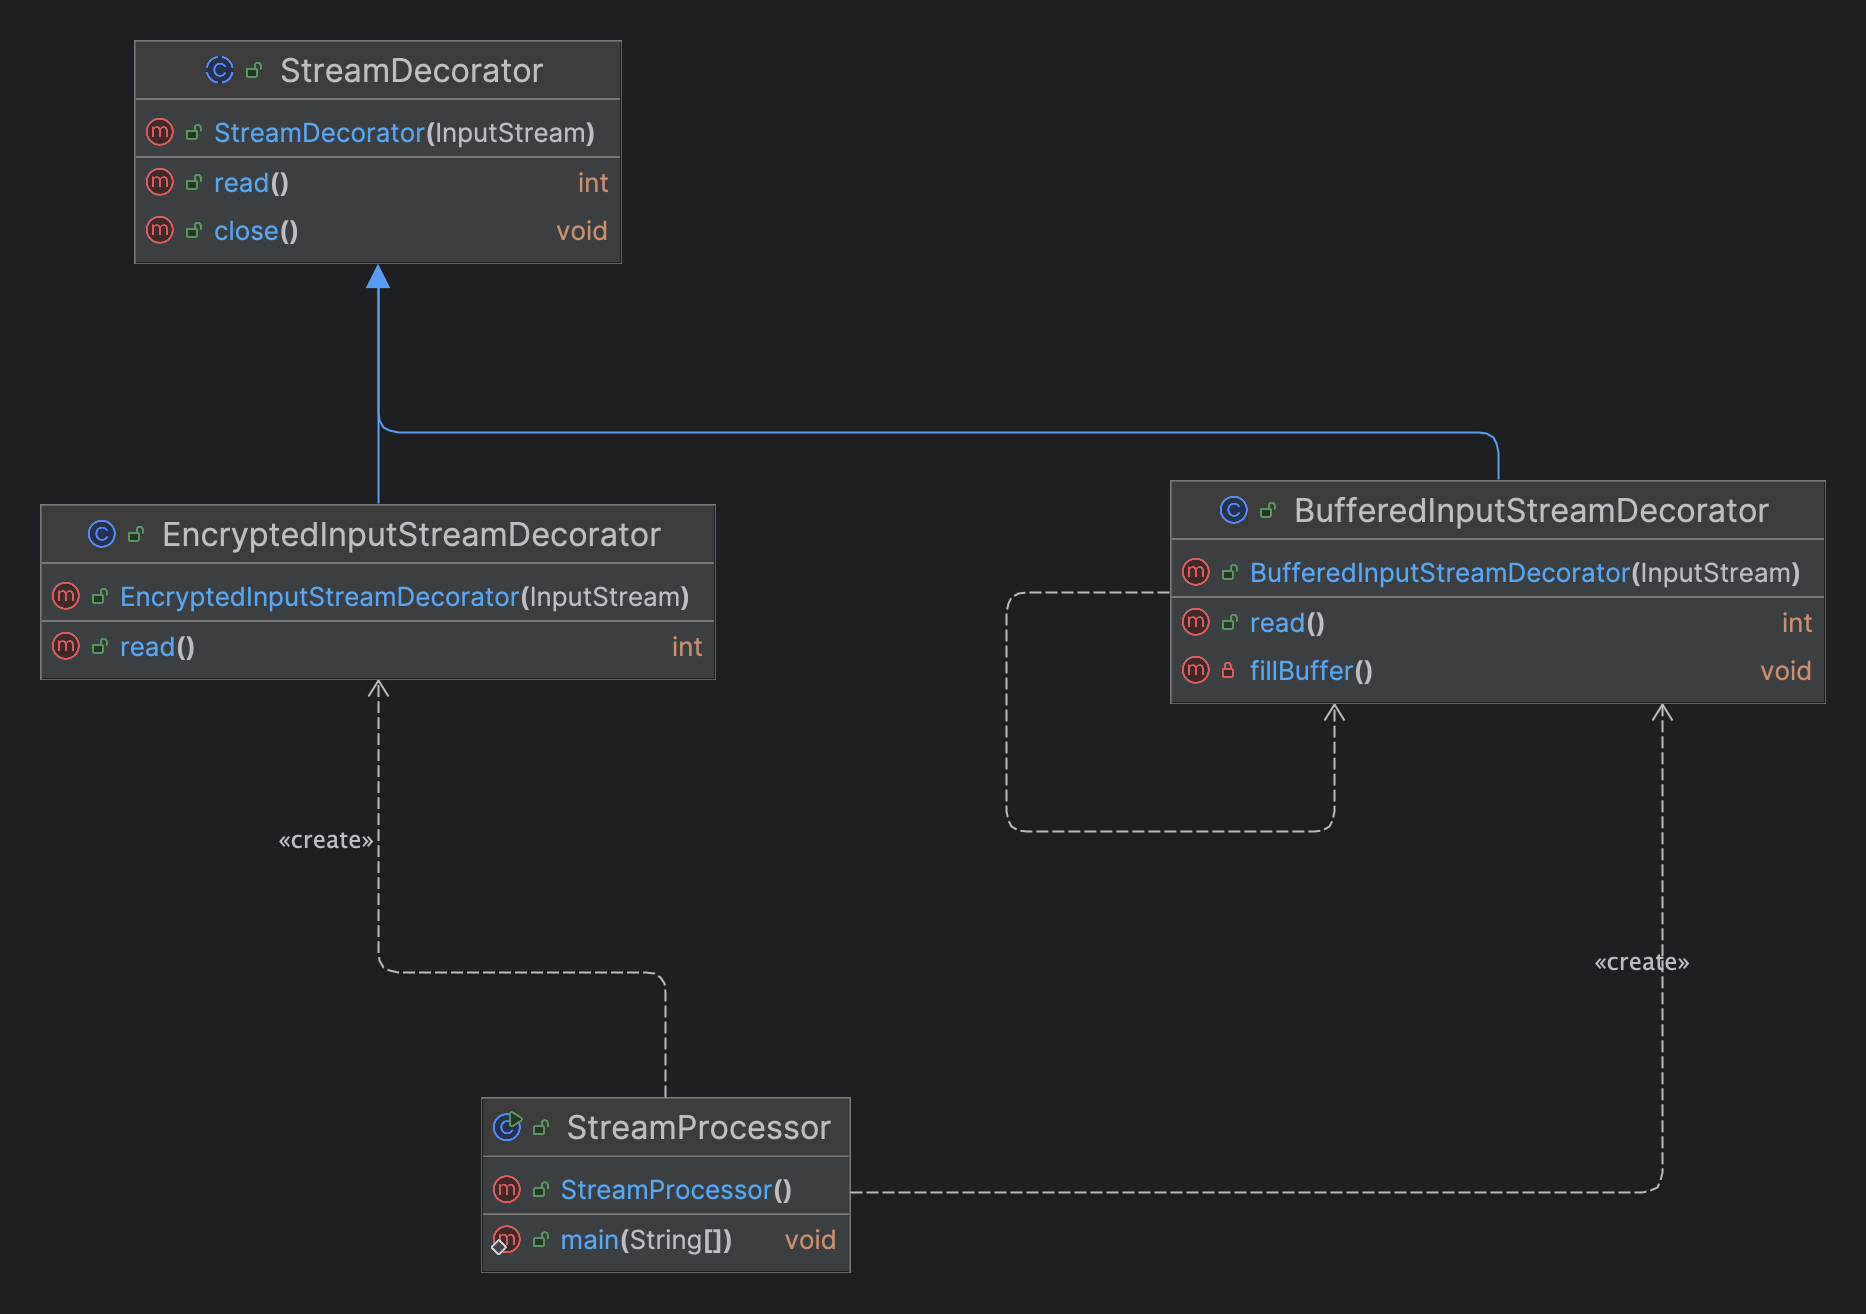 StreamDecorator
StreamDecorator(InputStream)
read() int
close() void
EncryptedInputStreamDecorator
EncryptedInputStreamDecorator(InputStream)
read() int
BufferedInputStreamDecorator
BufferedInputStreamDecorator(InputStream)
read() int
fillBuffer() void
«create»
«create»
StreamProcessor
StreamProcessor()
main(String[]) void